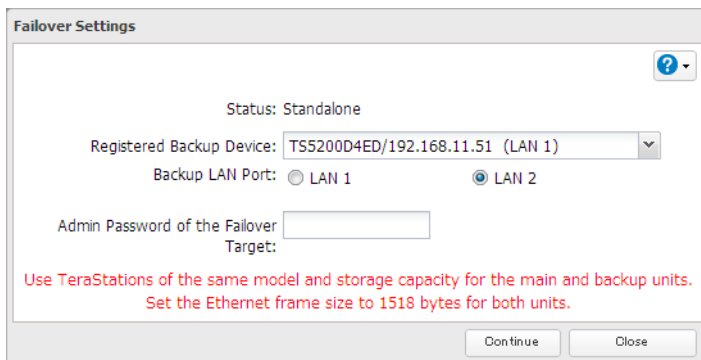 Failover Settings
?
Status: Standalone
Registered Backup Device: TS5200D4ED/192.168.11.51 (LAN 1)
Backup LAN Port: LAN 1 LAN 2
Admin Password of the Failover
Target:
Use TeraStations of the same model and storage capacity for the main and backup units.
Set the Ethernet frame size to 1518 bytes for both units.
Continue Close